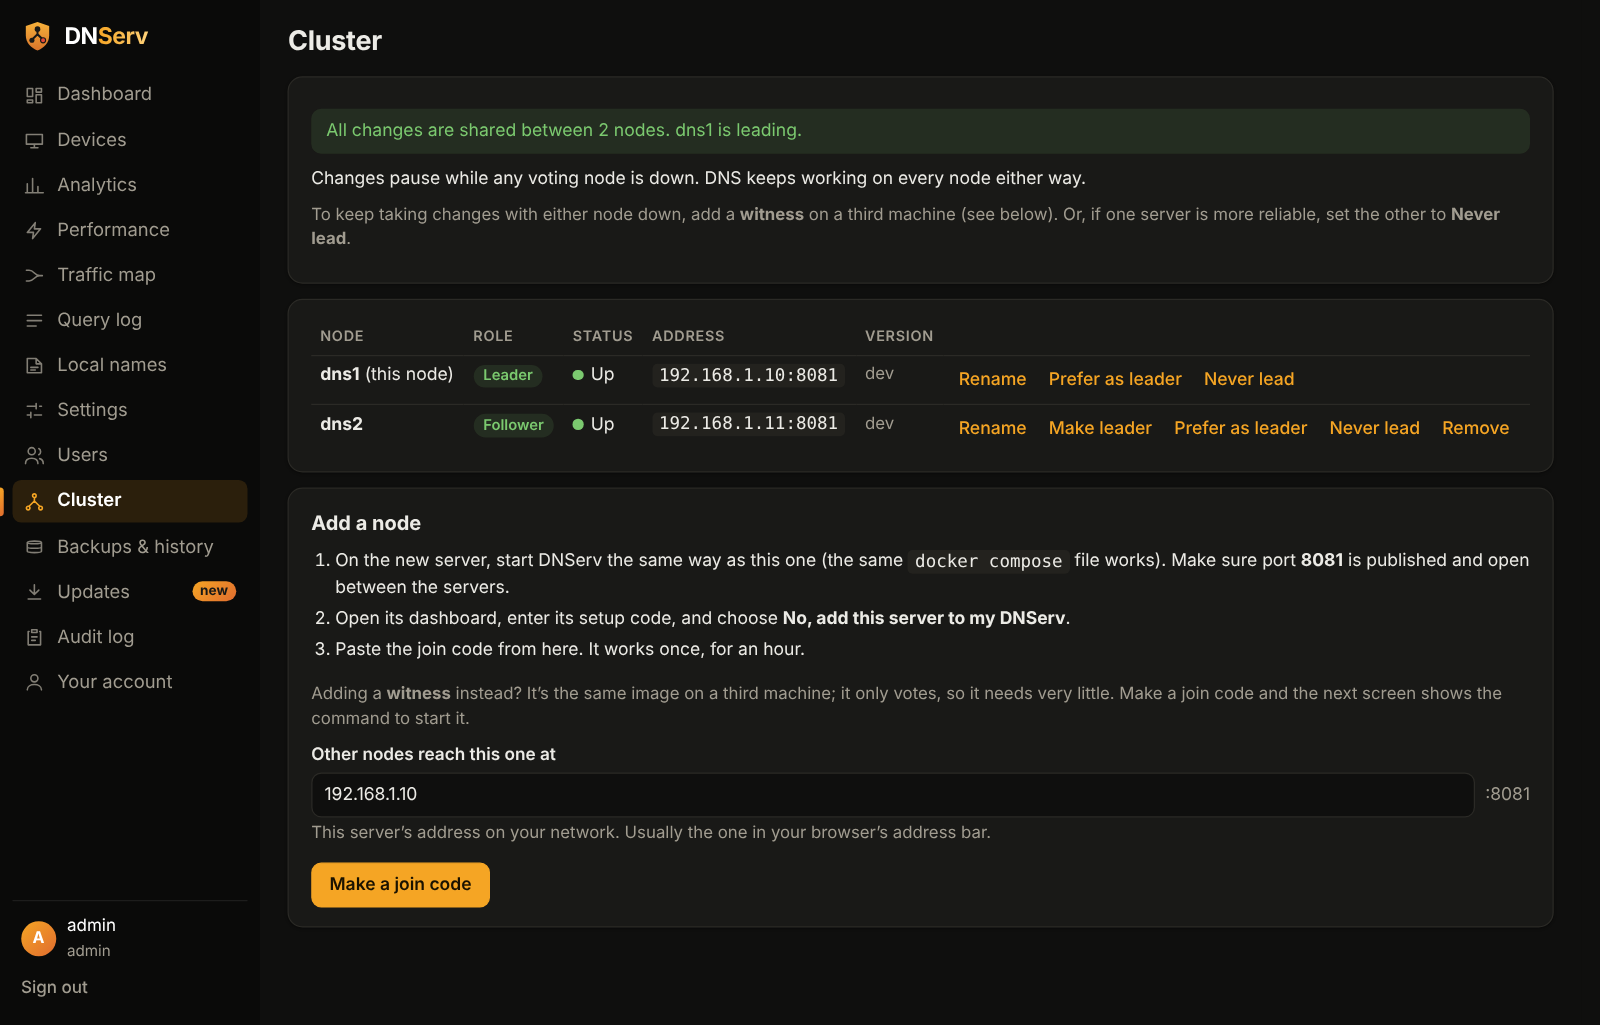 DNServ
Dashboard
Devices
Analytics
Performance
Traffic map
Query log
Local names
Settings
Users
Cluster
Backups & history
Updates new
Audit log
Your account
A
admin
admin
Sign out
Cluster
All changes are shared between 2 nodes. dns1 is leading.
Changes pause while any voting node is down. DNS keeps working on every node either way.
To keep taking changes with either node down, add a witness on a third machine (see below). Or, if one server is more reliable, set the other to Never
lead.
NODE ROLE STATUS ADDRESS VERSION
dns1 (this node) Leader Up 192.168.1.10:8081 dev Rename Prefer as leader Never lead
dns2 Follower Up 192.168.1.11:8081 dev Rename Make leader Prefer as leader Never lead Remove
Add a node
1. On the new server, start DNServ the same way as this one (the same docker compose file works). Make sure port 8081 is published and open
between the servers.
2. Open its dashboard, enter its setup code, and choose No, add this server to my DNServ.
3. Paste the join code from here. It works once, for an hour.
Adding a witness instead? It’s the same image on a third machine; it only votes, so it needs very little. Make a join code and the next screen shows the
command to start it.
Other nodes reach this one at
192.168.1.10 :8081
This server’s address on your network. Usually the one in your browser’s address bar.
Make a join code